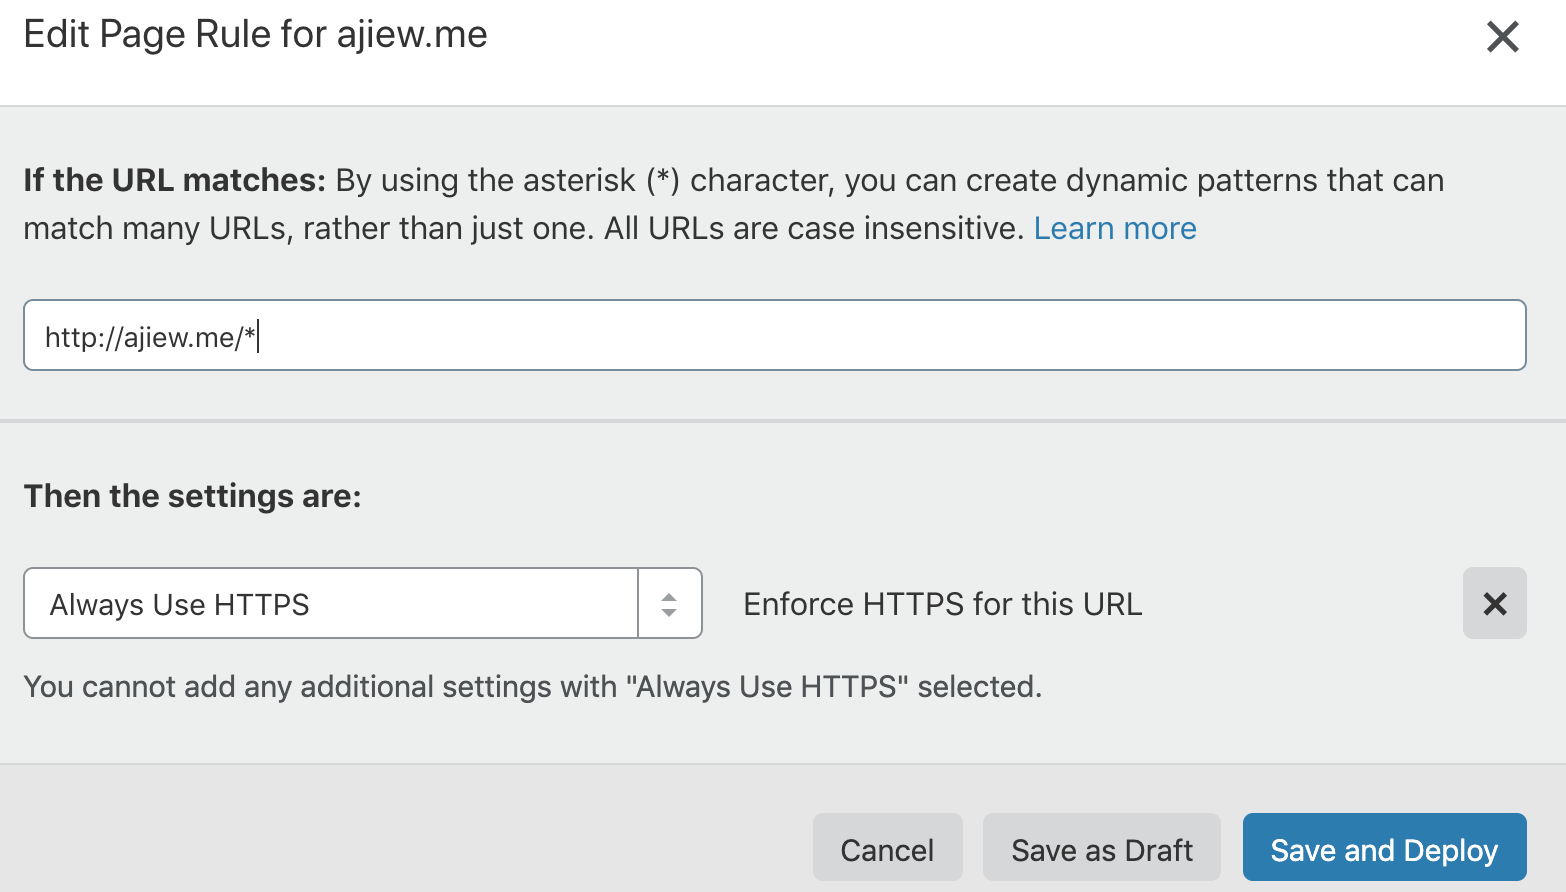 Edit Page Rule for ajiew.me
If the URL matches: By using the asterisk (*) character, you can create dynamic patterns that can
match many URLs, rather than just one. All URLs are case insensitive. Learn more
http://ajiew.me/*
Then the settings are:
Always Use HTTPS
Enforce HTTPS for this URL
You cannot add any additional settings with "Always Use HTTPS" selected.
Cancel
Save as Draft
Save and Deploy